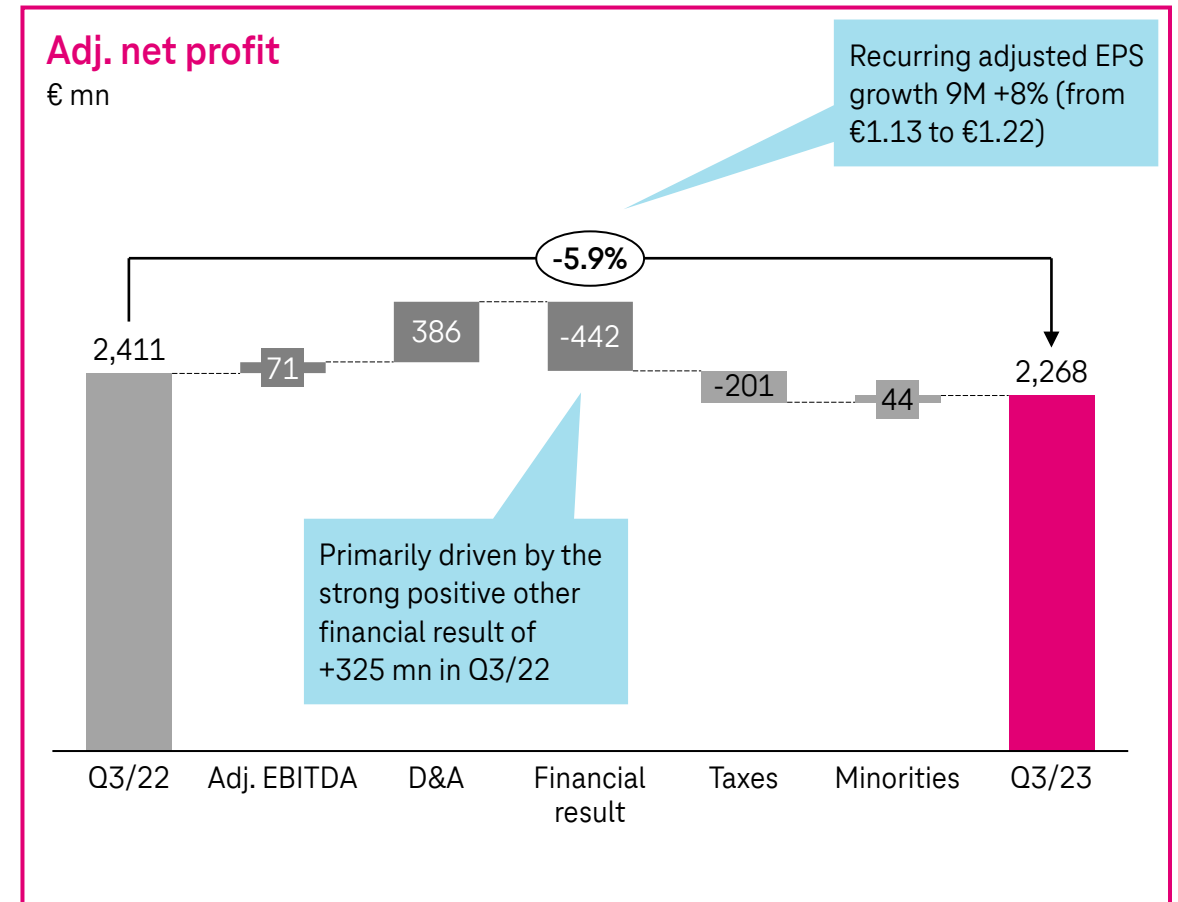 Adj. net profit
€ mn
Recurring adjusted EPS
growth 9M +8% (from
€1.13 to €1.22)
-5.9%
2,411
71
386
-442
-201
44
2,268
Primarily driven by the
strong positive other
financial result of
+325 mn in Q3/22
Q3/22
Adj. EBITDA
D&A
Financial
result
Taxes
Minorities
Q3/23